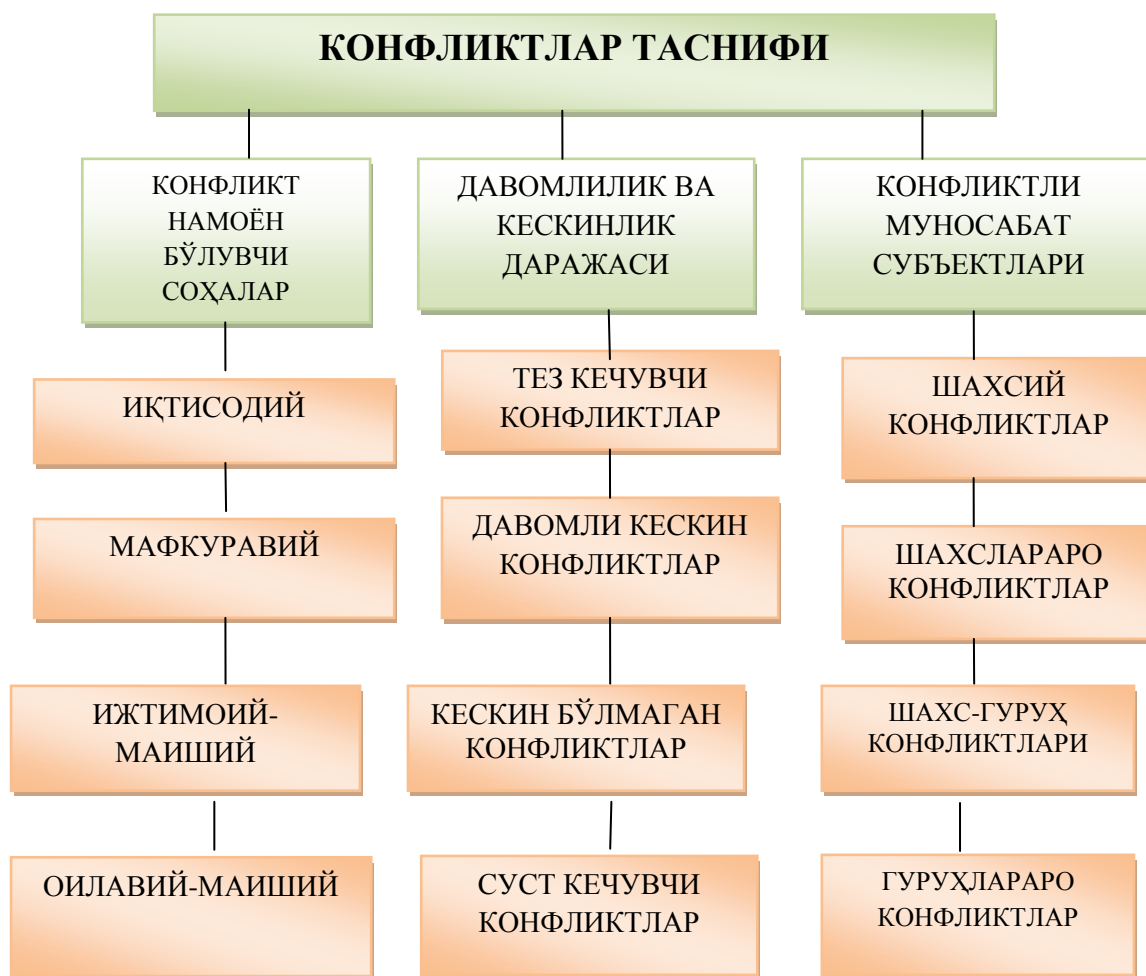 КОНФЛИКТЛАР ТАСНИФИ
КОНФЛИКТ
НАМОЁН
БЎЛУВЧИ
СОҲАЛАР
ИҚТИСОДИЙ
МАФКУРАВИЙ
ИЖТИМОИЙ-
МАИШИЙ
ОИЛАВИЙ-МАИШИЙ
ДАВОМЛИЛИК ВА
КЕСКИНЛИК
ДАРАЖАСИ
ТЕЗ КЕЧУВЧИ
КОНФЛИКТЛАР
ДАВОМЛИ КЕСКИН
КОНФЛИКТЛАР
КЕСКИН БЎЛМАГАН
КОНФЛИКТЛАР
СУСТ КЕЧУВЧИ
КОНФЛИКТЛАР
КОНФЛИКТЛИ
МУНОСАБАТ
СУБЪЕКТЛАРИ
ШАХСИЙ
КОНФЛИКТЛАР
ШАХСЛАРАРО
КОНФЛИКТЛАР
ШАХС-ГУРУҲ
КОНФЛИКТЛАРИ
ГУРУҲЛАРАРО
КОНФЛИКТЛАР